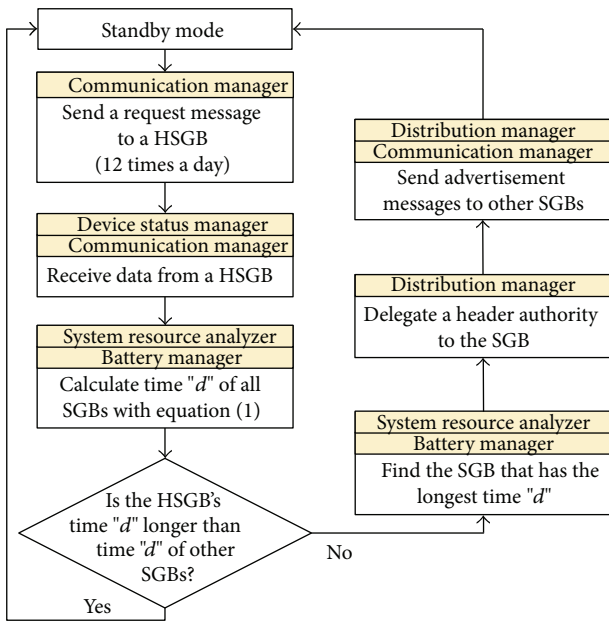 Standby mode
Communication manager
Send a request message
to a HSGB
(12 times a day)
Device status manager
Communication manager
Receive data from a HSGB
System resource analyzer
Battery manager
Calculate time "d" of all
SGBs with equation (1)
Is the HSGB's
time "d" longer than
time "d" of other
SGBs?
Yes
No
System resource analyzer
Battery manager
Find the SGB that has the
longest time "d"
Distribution manager
Delegate a header authority
to the SGB
Distribution manager
Communication manager
Send advertisement
messages to other SGBs